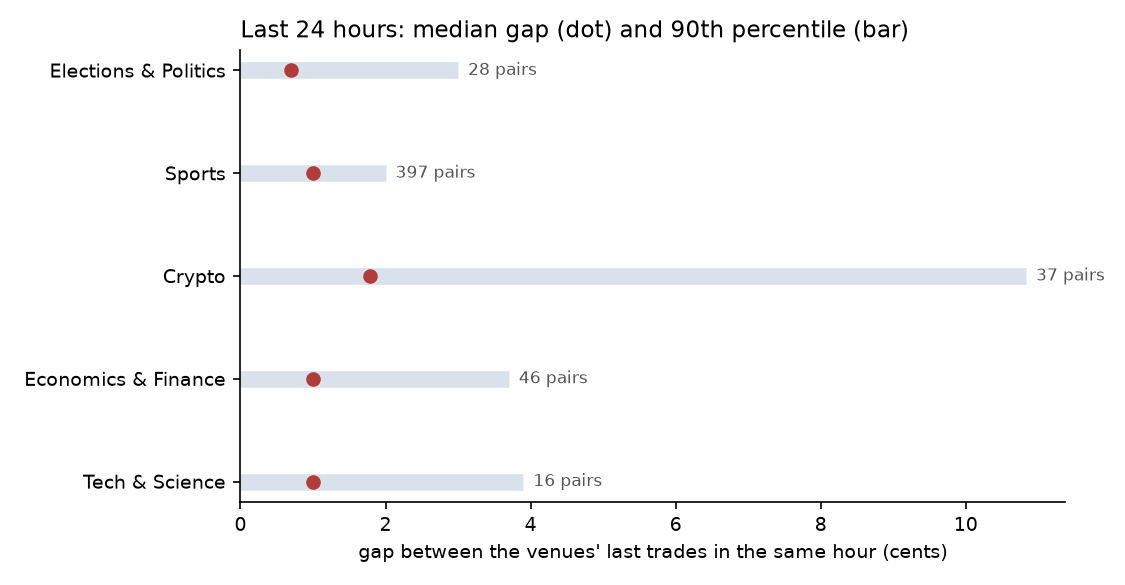 Last 24 hours: median gap (dot) and 90th percentile (bar)
Elections & Politics
28 pairs
Sports
397 pairs
Crypto
37 pairs
Economics & Finance
46 pairs
Tech & Science
16 pairs
0 2 4 6 8 10
gap between the venues' last trades in the same hour (cents)